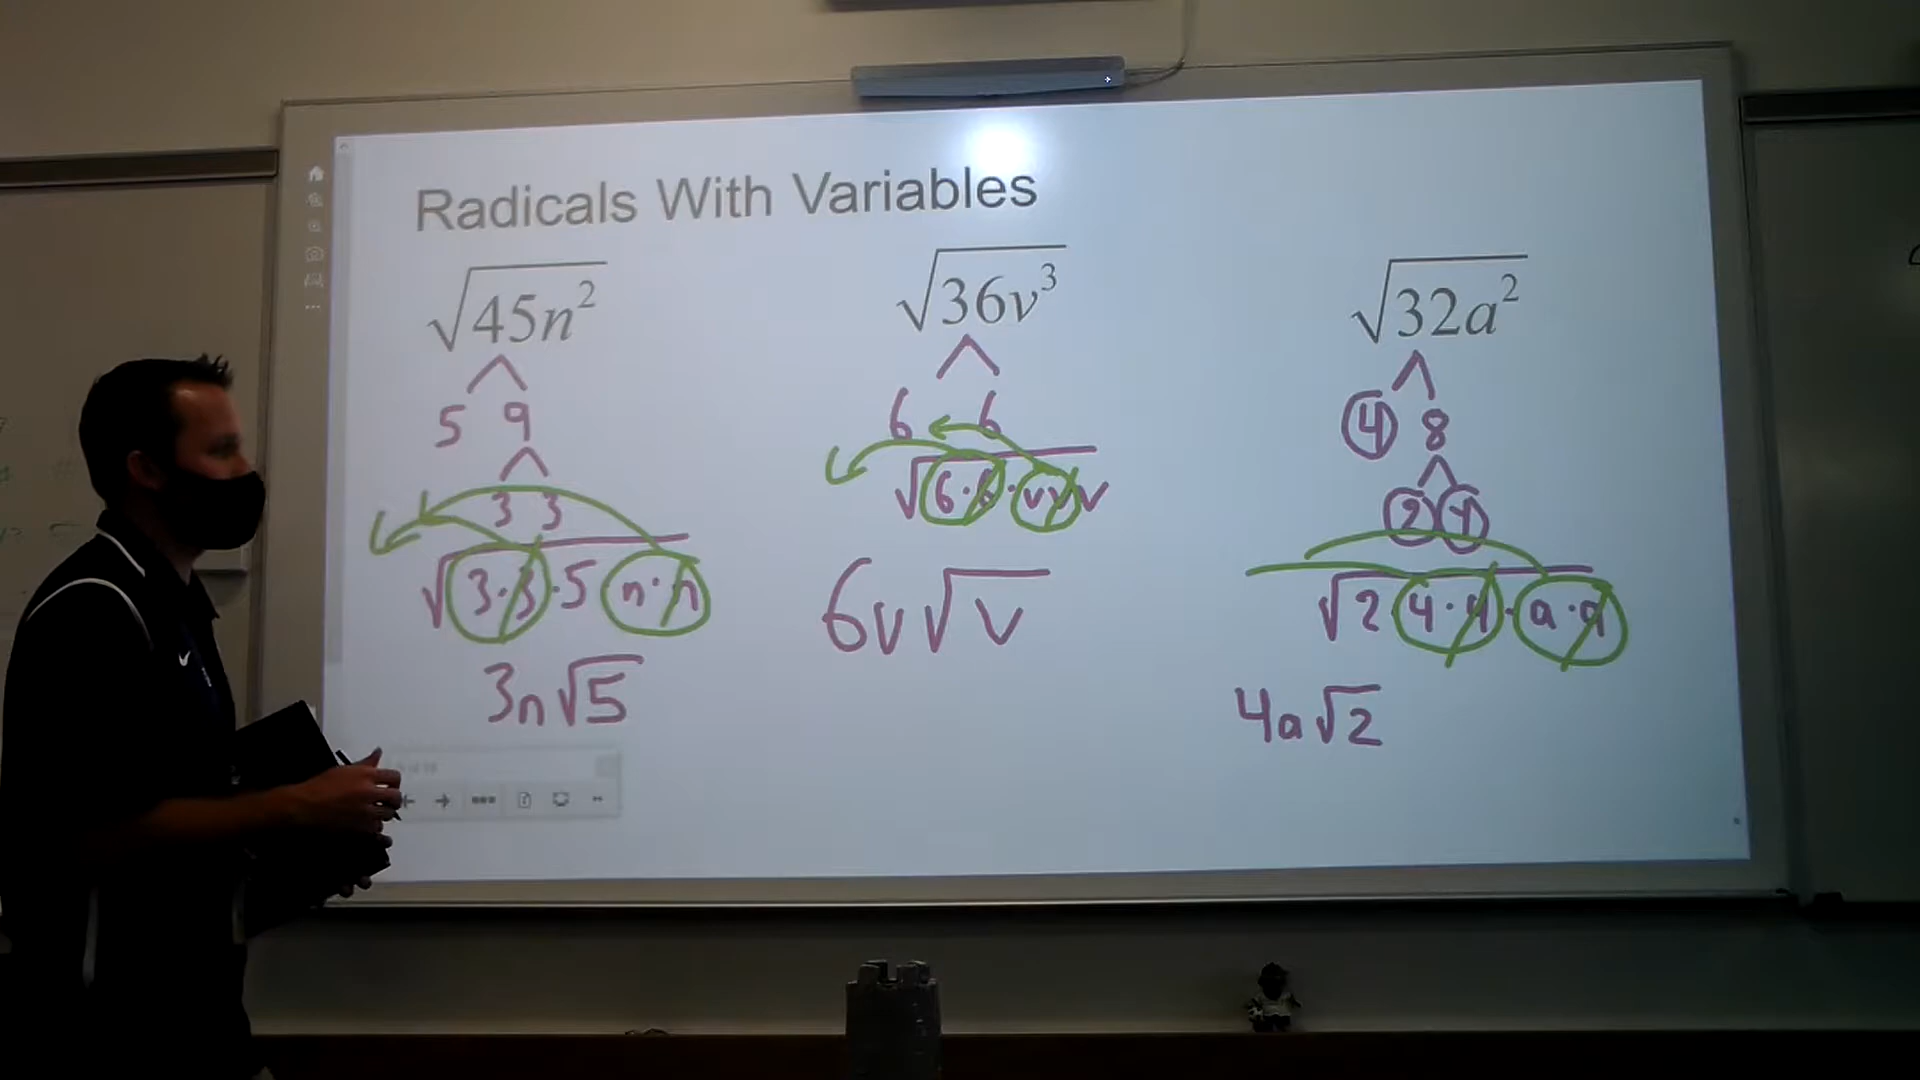 Radicals With Variables
√45n²
5 9
3 3
√3·3·5 n·n
3n√5
√36v³
6 6
√6·6·vvv
6v√v
√32a²
4 8
2 4
√2 4·4·a·a
4a√2